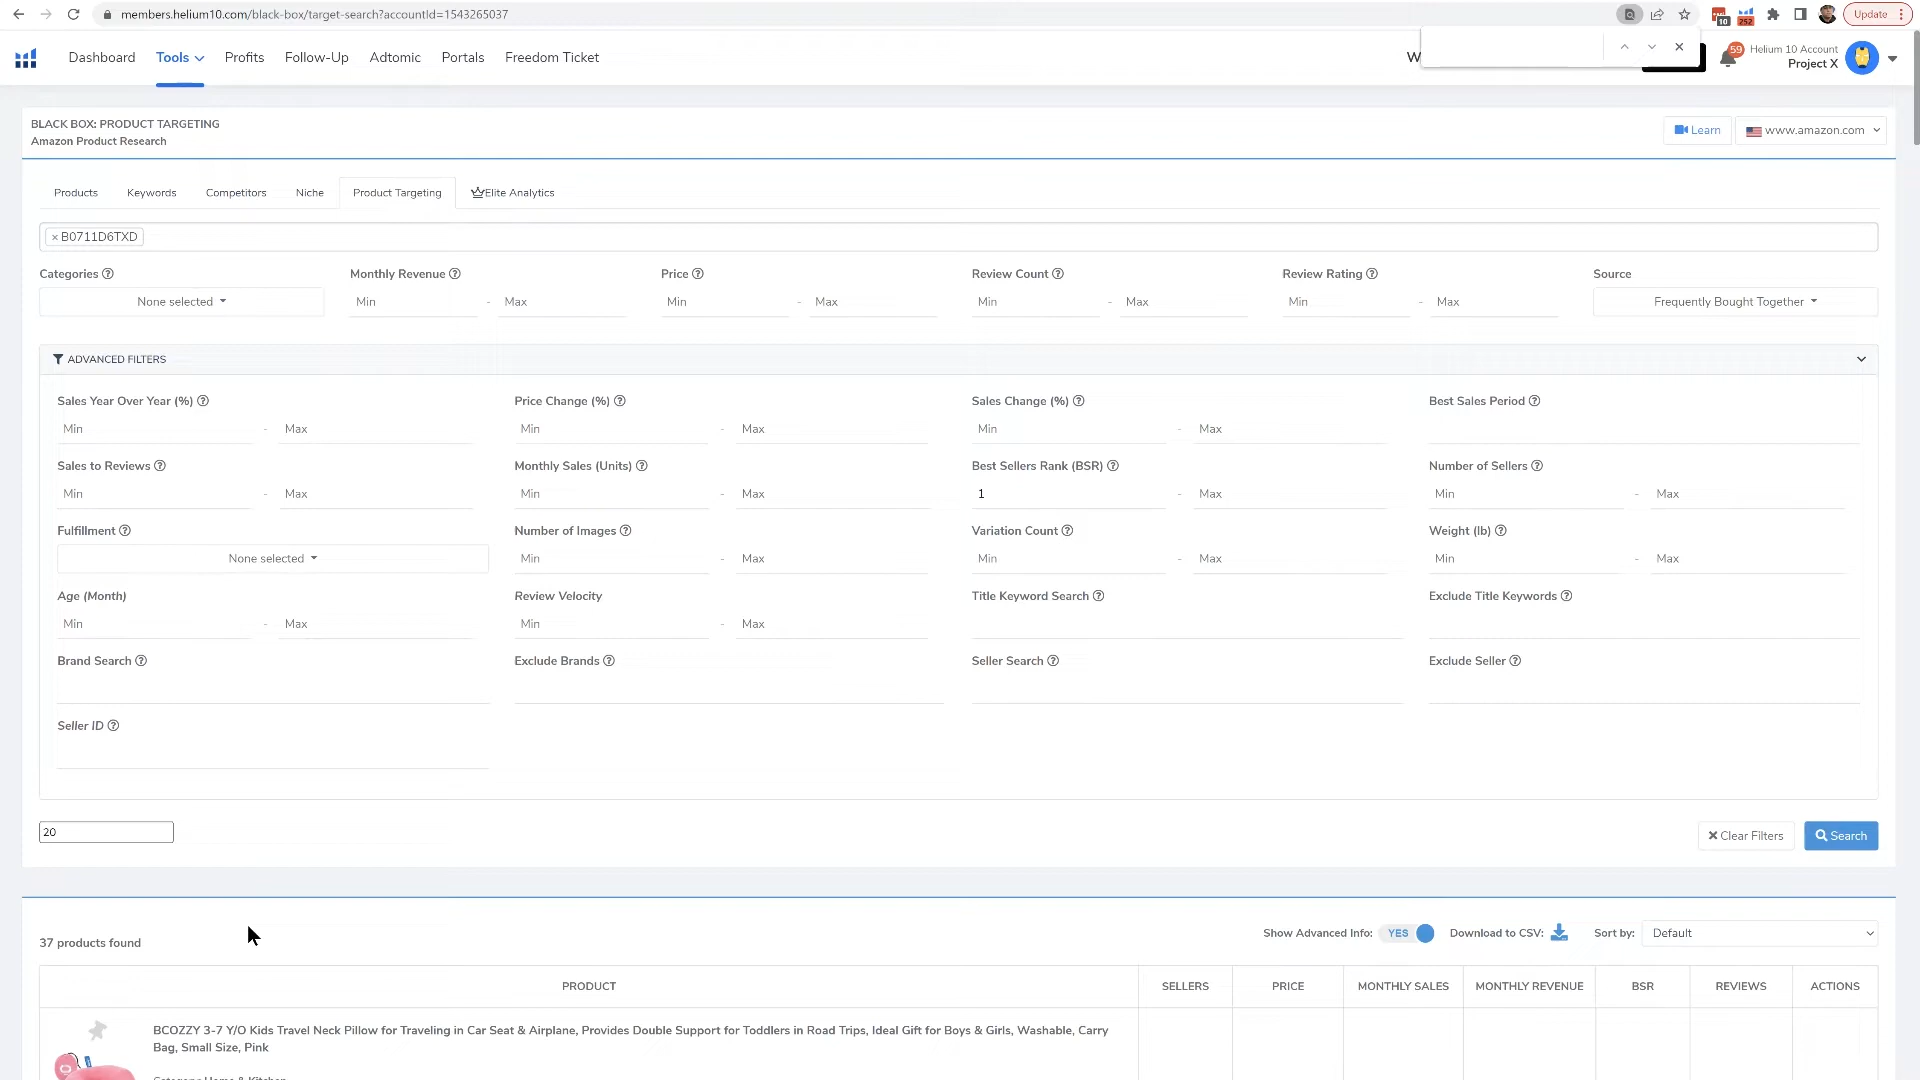 members.helium10.com/black-box/target-search?accountId=1543265037
10
252
Update
Dashboard
Tools
Profits
Follow-Up
Adtomic
Portals
Freedom Ticket
W
59
Helium 10 Account
Project X
BLACK BOX: PRODUCT TARGETING
Amazon Product Research
Learn
www.amazon.com
Products
Keywords
Competitors
Niche
Product Targeting
Elite Analytics
× B0711D6TXD
Categories
Monthly Revenue
Price
Review Count
Review Rating
Source
None selected
Min - Max
Min - Max
Min - Max
Min - Max
Frequently Bought Together
ADVANCED FILTERS
Sales Year Over Year (%)
Price Change (%)
Sales Change (%)
Best Sales Period
Min - Max
Min - Max
Min - Max
Sales to Reviews
Monthly Sales (Units)
Best Sellers Rank (BSR)
Number of Sellers
Min - Max
Min - Max
1 - Max
Min - Max
Fulfillment
Number of Images
Variation Count
Weight (lb)
None selected
Min - Max
Min - Max
Min - Max
Age (Month)
Review Velocity
Title Keyword Search
Exclude Title Keywords
Min - Max
Min - Max
Brand Search
Exclude Brands
Seller Search
Exclude Seller
Seller ID
20
Clear Filters
Search
37 products found
Show Advanced Info:
YES
Download to CSV:
Sort by:
Default
PRODUCT
SELLERS
PRICE
MONTHLY SALES
MONTHLY REVENUE
BSR
REVIEWS
ACTIONS
BCOZZY 3-7 Y/O Kids Travel Neck Pillow for Traveling in Car Seat & Airplane, Provides Double Support for Toddlers in Road Trips, Ideal Gift for Boys & Girls, Washable, Carry
Bag, Small Size, Pink
Category: Home & Kitchen